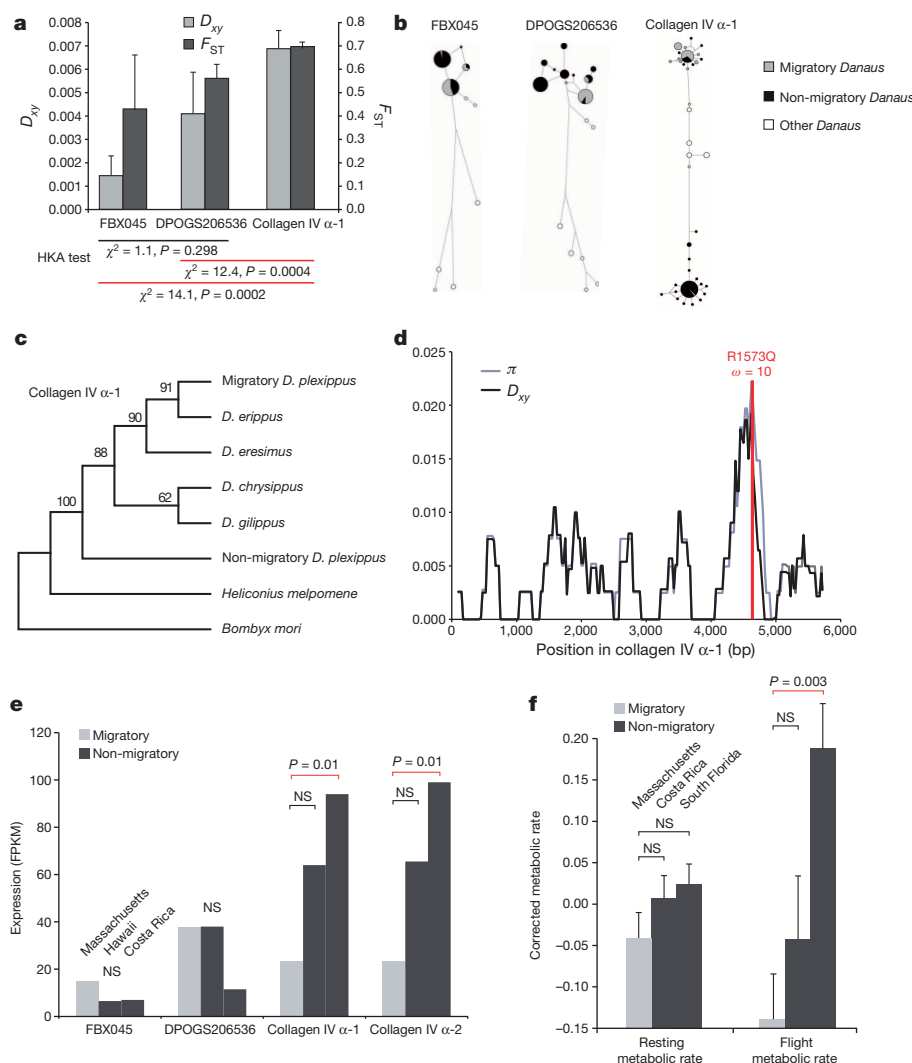 a
D_xy
F_ST
0.008
0.007
0.006
0.005
0.004
0.003
0.002
0.001
0.000
D_xy
0.8
0.7
0.6
0.5
0.4
0.3
0.2
0.1
0.0
F_ST
FBX045 DPOGS206536 Collagen IV α-1
HKA test
χ² = 1.1, P = 0.298
χ² = 12.4, P = 0.0004
χ² = 14.1, P = 0.0002
b
FBX045 DPOGS206536 Collagen IV α-1
Migratory Danaus
Non-migratory Danaus
Other Danaus
c
Collagen IV α-1
91
90
88
62
100
Migratory D. plexippus
D. erippus
D. eresimus
D. chrysippus
D. gilippus
Non-migratory D. plexippus
Heliconius melpomene
Bombyx mori
d
π
D_xy
R1573Q
ω = 10
0.025
0.020
0.015
0.010
0.005
0.000
0 1,000 2,000 3,000 4,000 5,000 6,000
Position in collagen IV α-1 (bp)
e
Migratory
Non-migratory
120
100
80
60
40
20
0
Expression (FPKM)
Massachusetts
Hawaii
Costa Rica
NS
NS
P = 0.01
NS
P = 0.01
NS
FBX045 DPOGS206536 Collagen IV α-1 Collagen IV α-2
f
Migratory
Non-migratory
P = 0.003
NS
Massachusetts
Costa Rica
South Florida
NS
NS
0.20
0.15
0.10
0.05
0.00
−0.05
−0.10
−0.15
Corrected metabolic rate
Resting metabolic rate
Flight metabolic rate